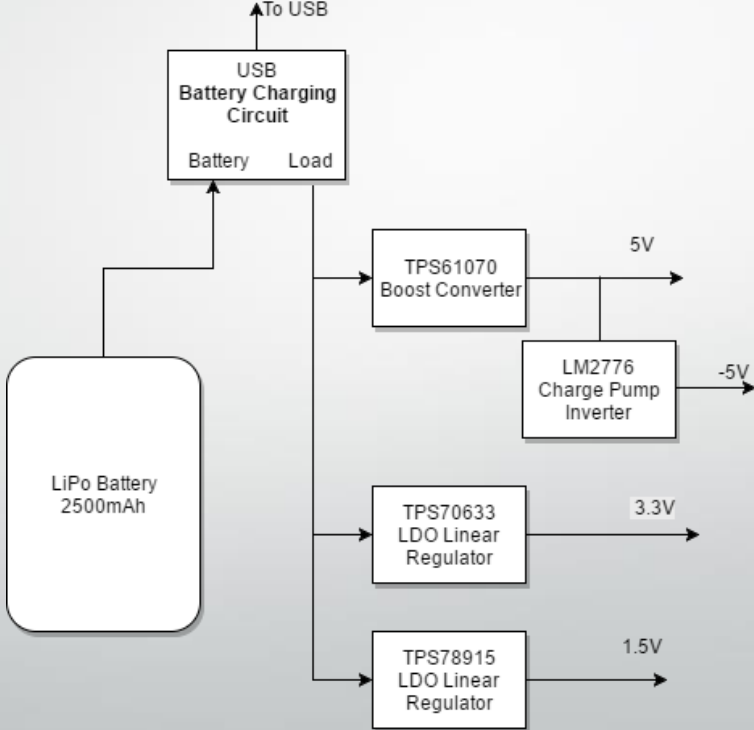 To USB
USB
Battery Charging
Circuit
Battery Load
5V
TPS61070
Boost Converter
LM2776
Charge Pump
Inverter
-5V
LiPo Battery
2500mAh
TPS70633
LDO Linear
Regulator
3.3V
TPS78915
LDO Linear
Regulator
1.5V